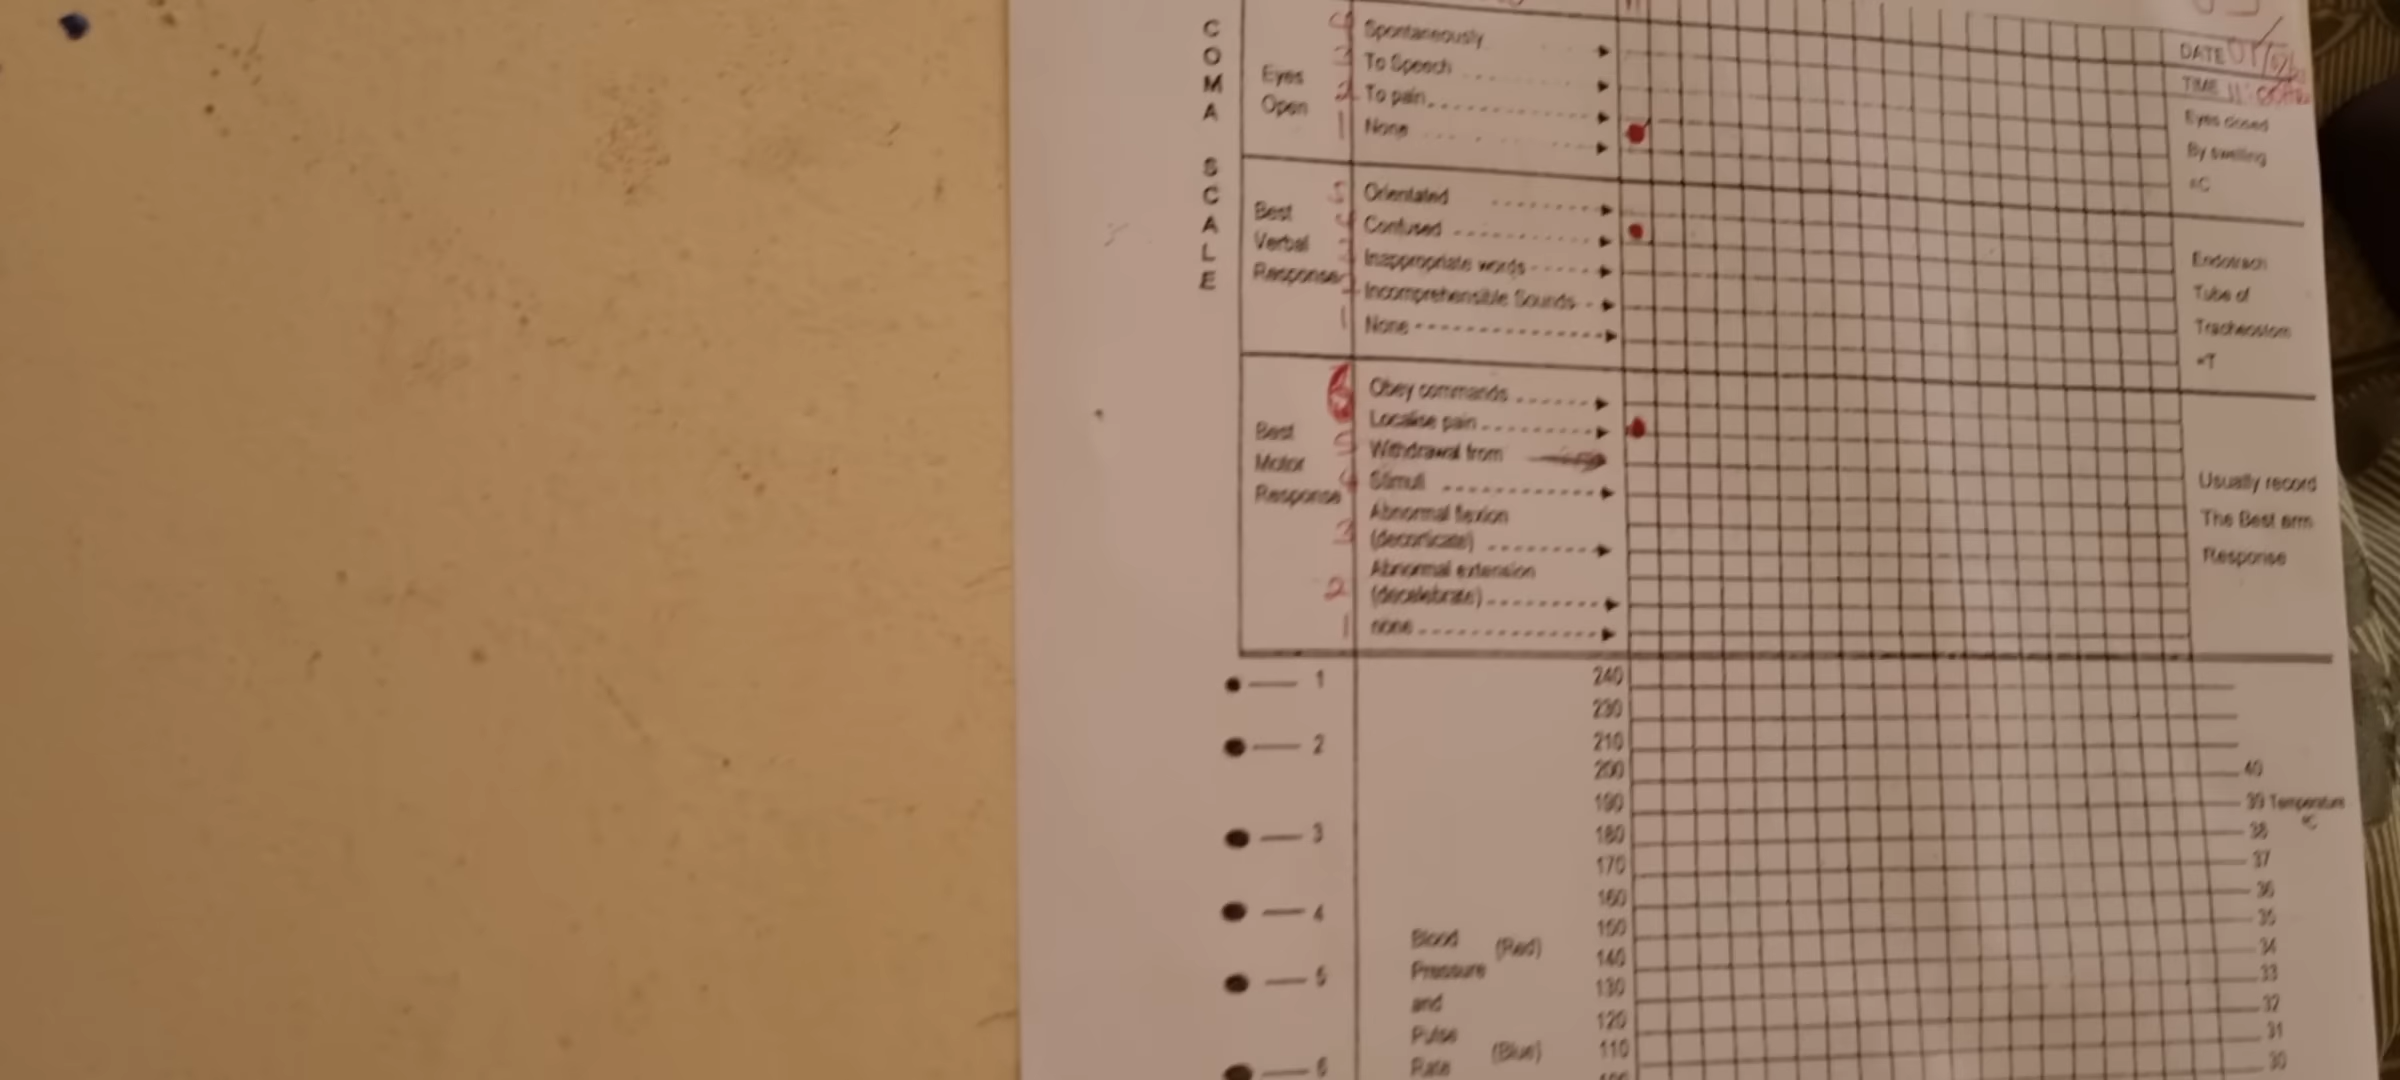 COMA SCALE
DATE
TIME
Eyes Open
4 Spontaneously
3 To Speech
2 To pain
1 None
Eyes closed
By swelling
=C
Best Verbal Response
5 Orientated
4 Confused
Inappropriate words
Incomprehensible Sounds
1 None
Endotrach
Tube of
Tracheostom
=T
Best Motor Response
Obey commands
Localise pain
5 Withdrawal from
4 Stimuli
Abnormal flexion
3 (decorticate)
Abnormal extension
2 (decelebrate)
1 none
Usually record
The Best arm
Response
1
2
3
4
5
6
Blood (Red)
Pressure
and
Pulse
Rate (Blue)
240
230
210
200
190
180
170
160
150
140
130
120
110
40
39 Temperature
°C
38
37
36
35
34
33
32
31
30